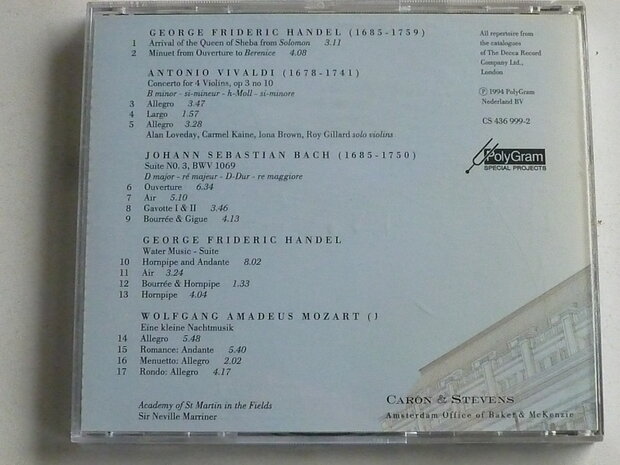 GEORGE FRIDERIC HANDEL (1685-1759)
1 Arrival of the Queen of Sheba from Solomon 3.11
2 Minuet from Ouverture to Berenice 4.08
ANTONIO VIVALDI (1678-1741)
Concerto for 4 Violins, op 3 no 10
B minor - si-mineur - h-Moll - si-minore
3 Allegro 3.47
4 Largo 1.57
5 Allegro 3.28
Alan Loveday, Carmel Kaine, Iona Brown, Roy Gillard solo violins
JOHANN SEBASTIAN BACH (1685-1750)
Suite NO. 3, BWV 1069
D major - ré majeur - D-Dur - re maggiore
6 Ouverture 6.34
7 Air 5.10
8 Gavotte I & II 3.46
9 Bourrée & Gigue 4.13
GEORGE FRIDERIC HANDEL
Water Music - Suite
10 Hornpipe and Andante 8.02
11 Air 3.24
12 Bourrée & Hornpipe 1.33
13 Hornpipe 4.04
WOLFGANG AMADEUS MOZART ()
Eine kleine Nachtmusik
14 Allegro 5.48
15 Romance: Andante 5.40
16 Menuetto: Allegro 2.02
17 Rondo: Allegro 4.17
Academy of St Martin in the Fields
Sir Neville Marriner
All repertoire from
the catalogues
of The Decca Record
Company Ltd.,
London
℗ 1994 PolyGram
Nederland BV
CS 436 999-2
PolyGram
SPECIAL PROJECTS
CARON & STEVENS
Amsterdam Office of Baker & McKenzie